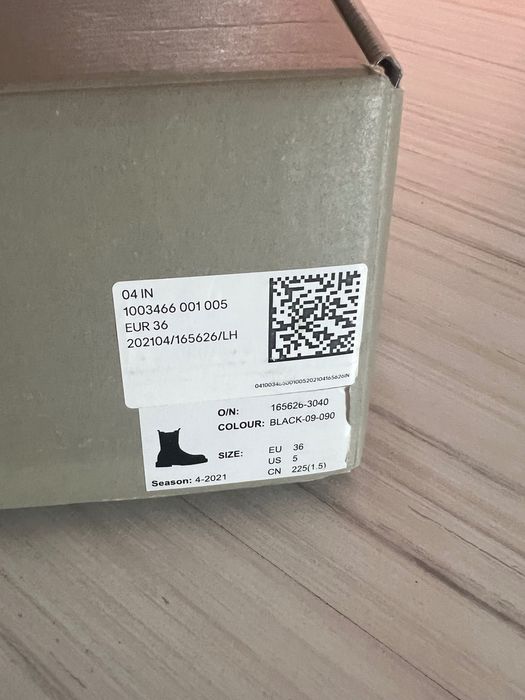 04 IN
1003466 001 005
EUR 36
202104/165626/LH
O/N: 165626-3040
COLOUR: BLACK-09-090
SIZE: EU 36
US 5
CN 225(1.5)
Season: 4-2021